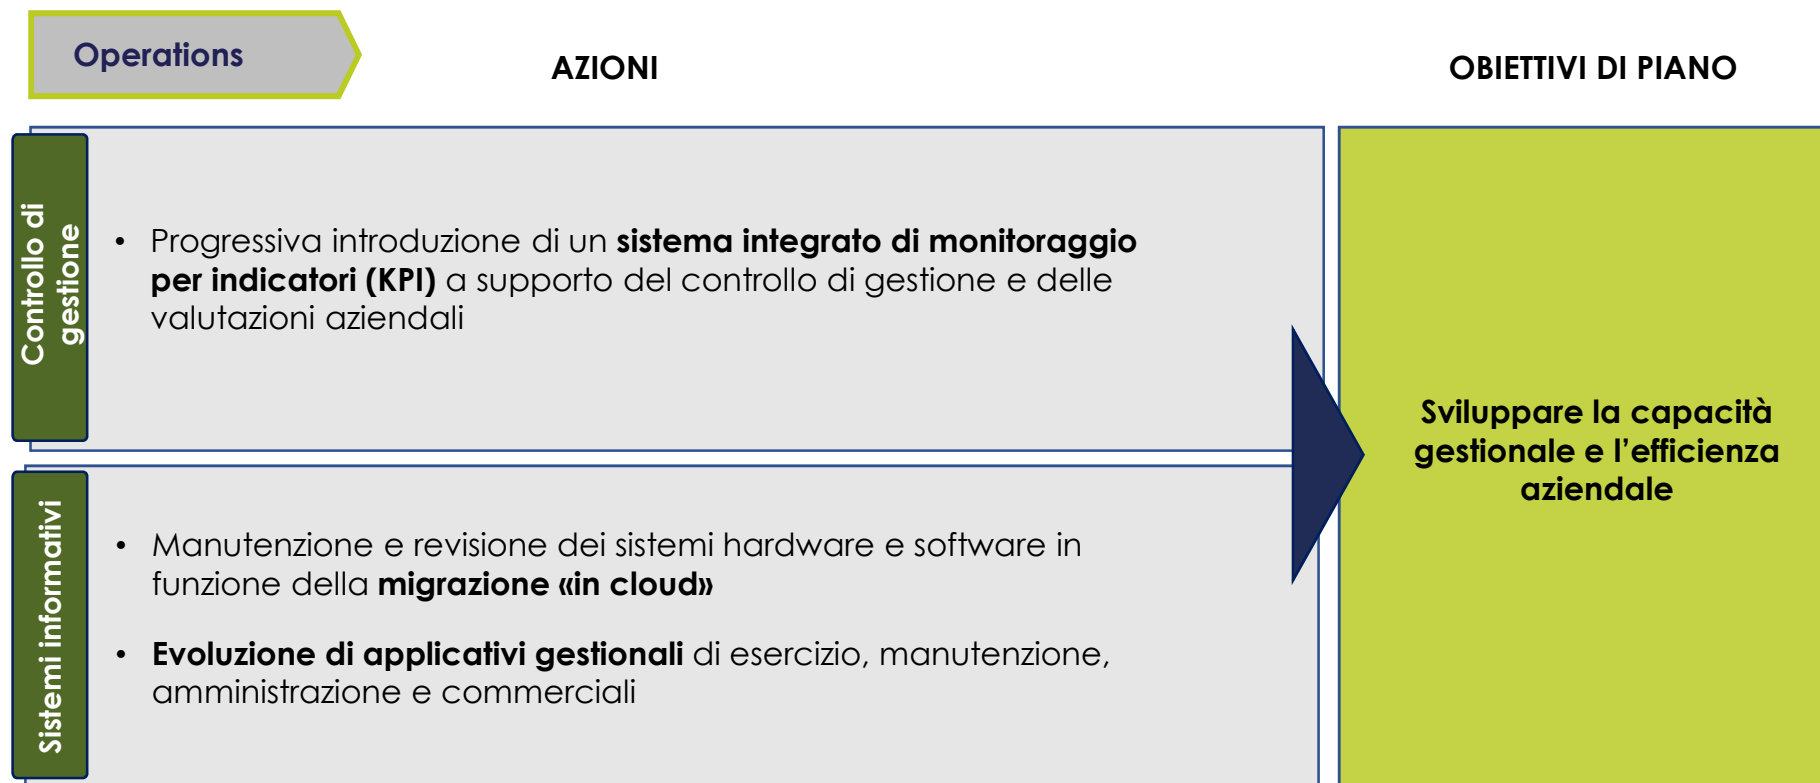 Operations
AZIONI
OBIETTIVI DI PIANO
Controllo di
gestione
• Progressiva introduzione di un sistema integrato di monitoraggio
per indicatori (KPI) a supporto del controllo di gestione e delle
valutazioni aziendali
Sistemi informativi
• Manutenzione e revisione dei sistemi hardware e software in
funzione della migrazione «in cloud»
• Evoluzione di applicativi gestionali di esercizio, manutenzione,
amministrazione e commerciali
Sviluppare la capacità
gestionale e l’efficienza
aziendale